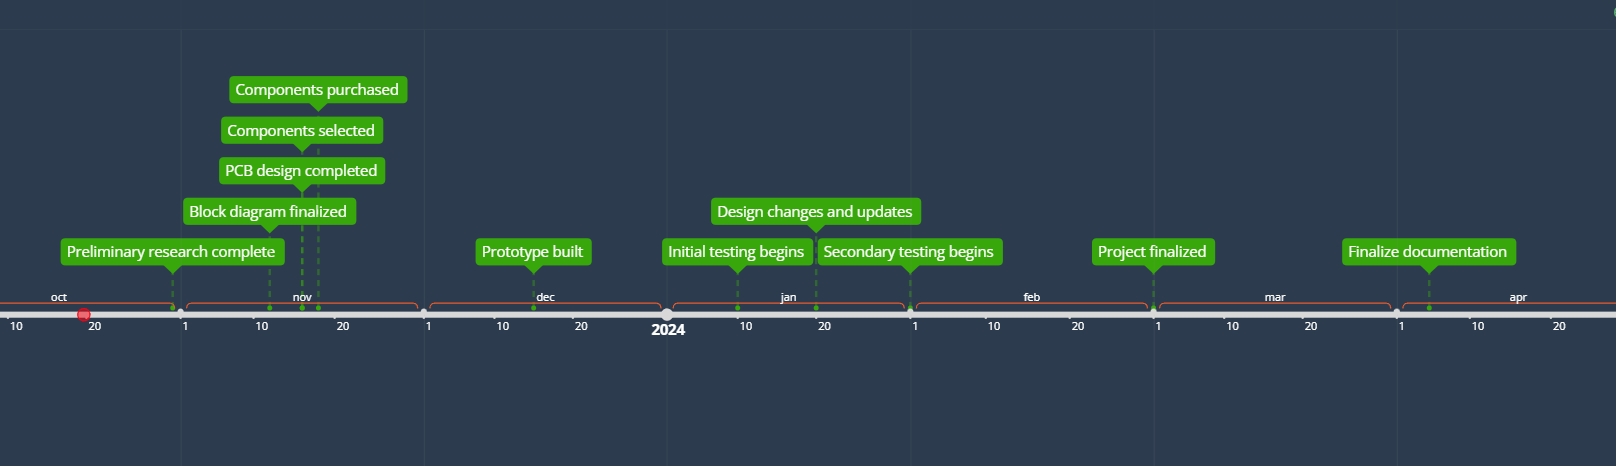 Components purchased
Components selected
PCB design completed
Block diagram finalized
Design changes and updates
Preliminary research complete
Prototype built
Initial testing begins
Secondary testing begins
Project finalized
Finalize documentation
oct nov dec jan feb mar apr
10 20 1 10 20 1 10 20 2024 10 20 1 10 20 1 10 20 1 10 20